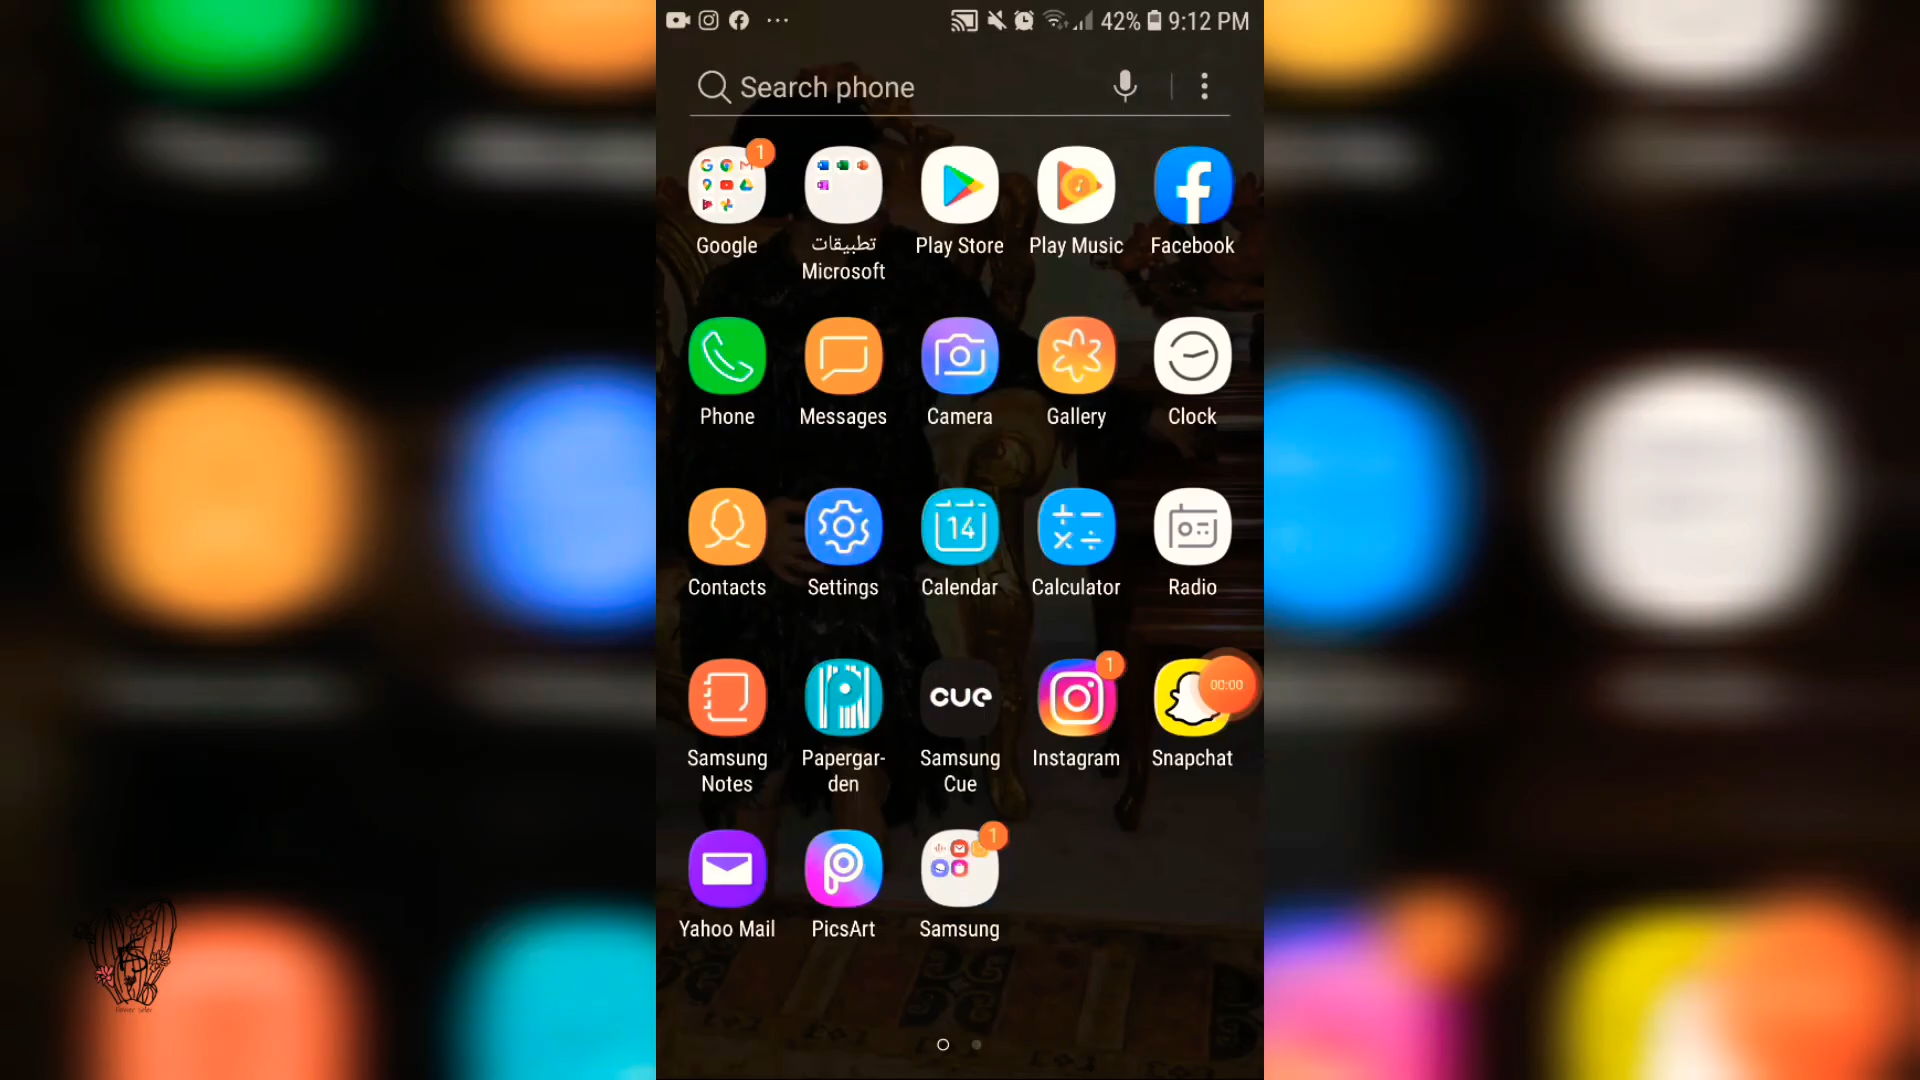 42% 9:12 PM
Search phone
1
Google
تطبيقات
Microsoft
Play Store
Play Music
Facebook
Phone
Messages
Camera
Gallery
Clock
Contacts
Settings
14
Calendar
Calculator
Radio
Samsung
Notes
Papergar-
den
cue
Samsung
Cue
1
Instagram
00:00
Snapchat
Yahoo Mail
PicsArt
1
Samsung